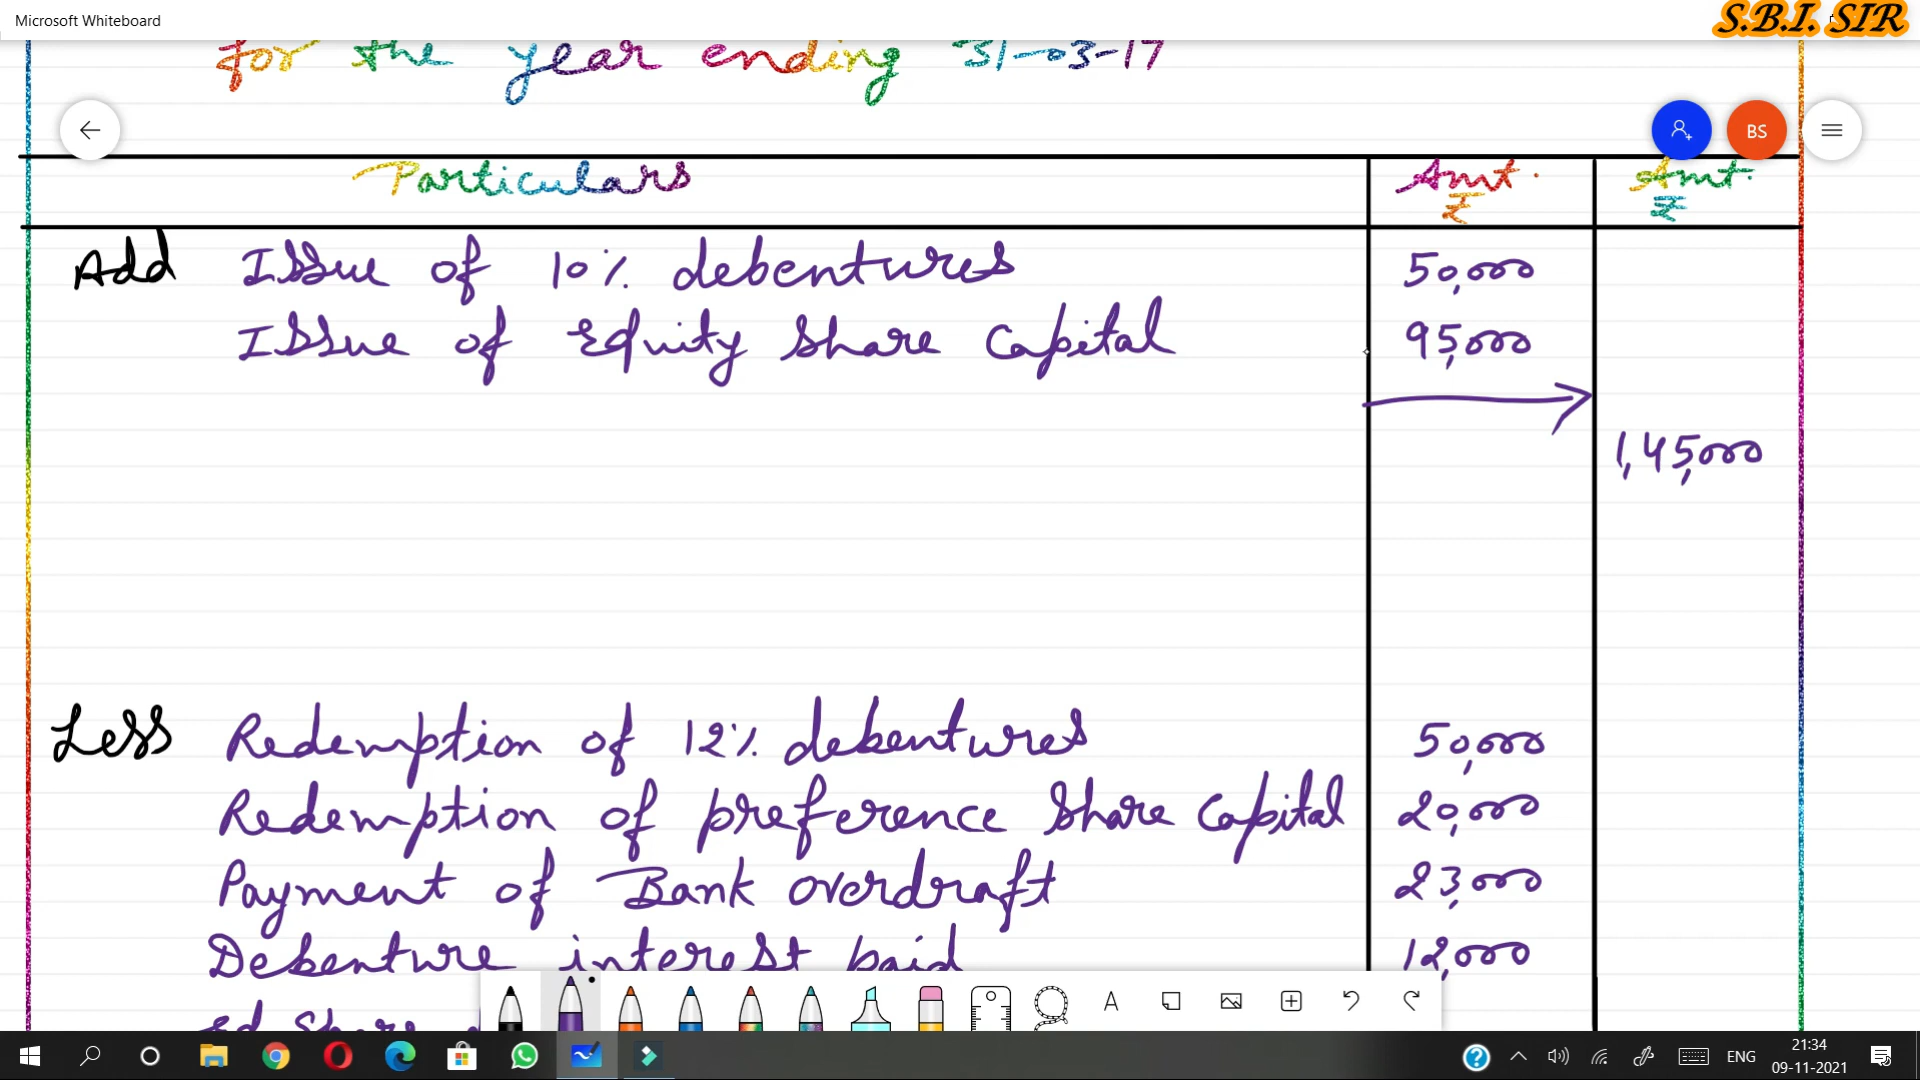 Microsoft Whiteboard
S.B.I. SIR
for the year ending 31-03-17
BS
Particulars Amt. ₹ Amt. ₹
Add Issue of 10% debentures 50,000
Issue of Equity Share Capital 95,000
1,45,000
Less Redemption of 12% debentures 50,000
Redemption of preference Share Capital 20,000
Payment of Bank overdraft 23,000
Debenture interest paid 12,000
Share
ENG
21:34
09-11-2021